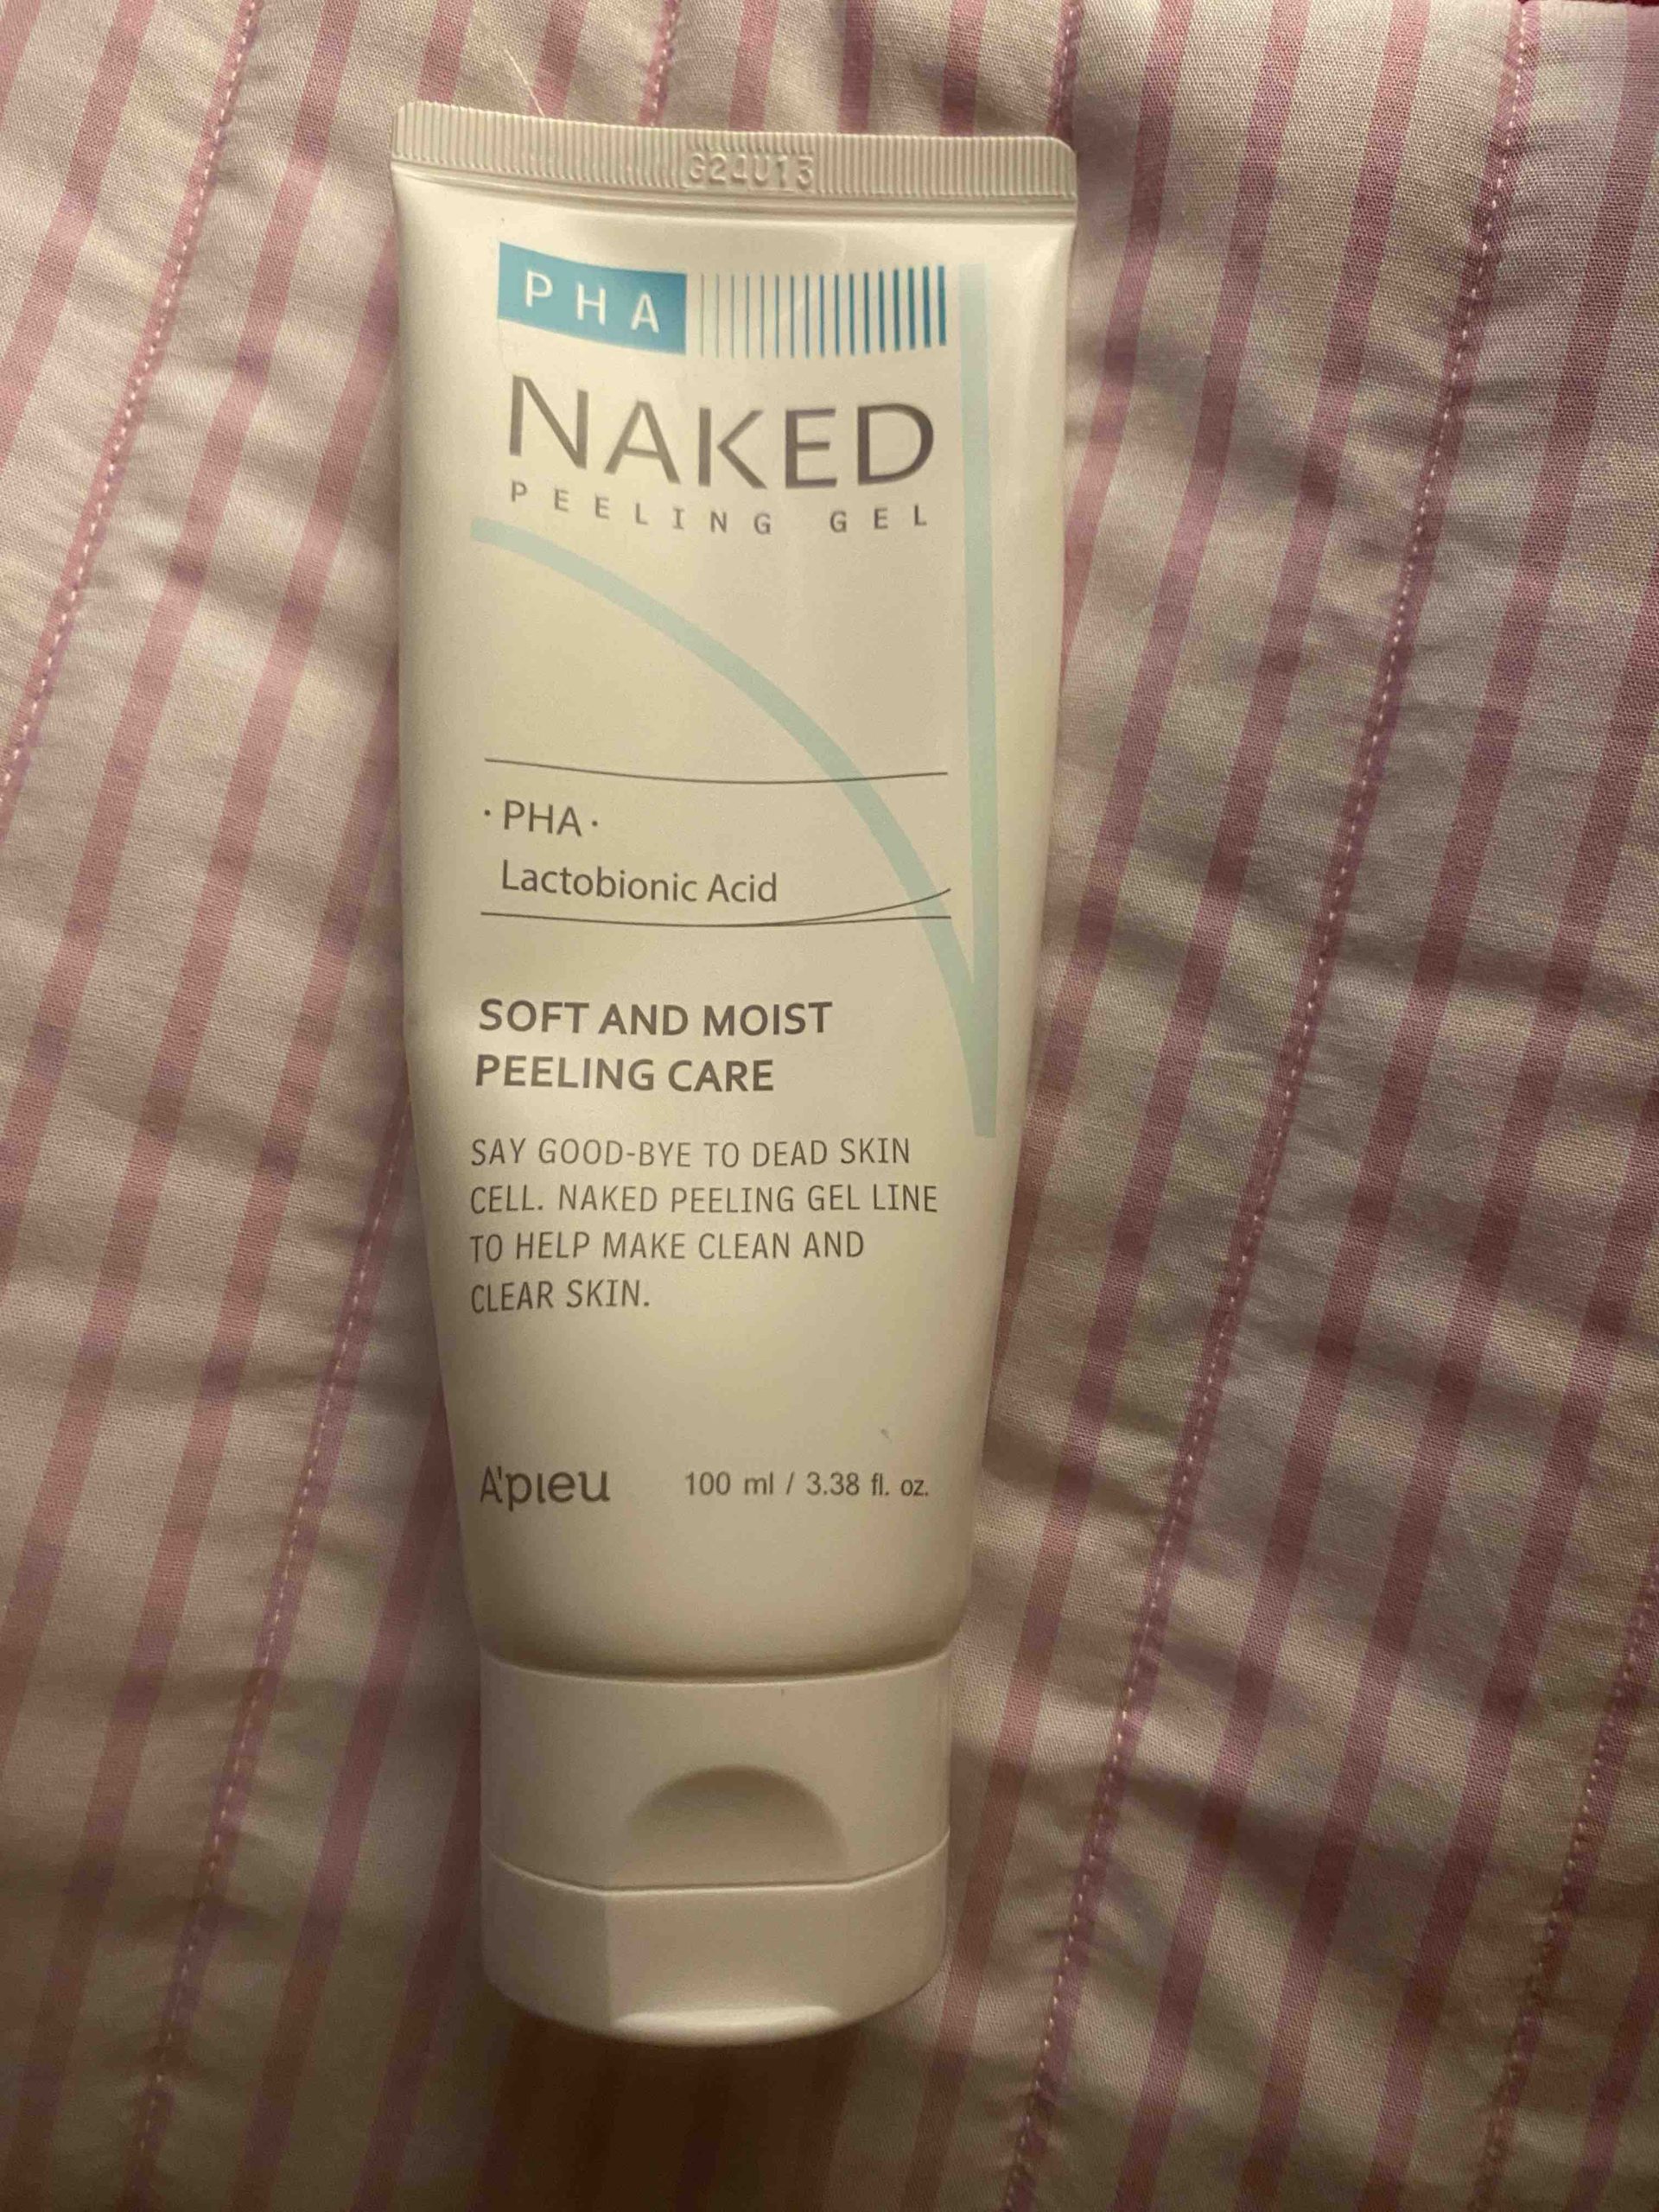 G24U13
PHA
NAKED
PEELING GEL
· PHA ·
Lactobionic Acid
SOFT AND MOIST
PEELING CARE
SAY GOOD-BYE TO DEAD SKIN
CELL. NAKED PEELING GEL LINE
TO HELP MAKE CLEAN AND
CLEAR SKIN.
A'pieu 100 ml / 3.38 fl. oz.